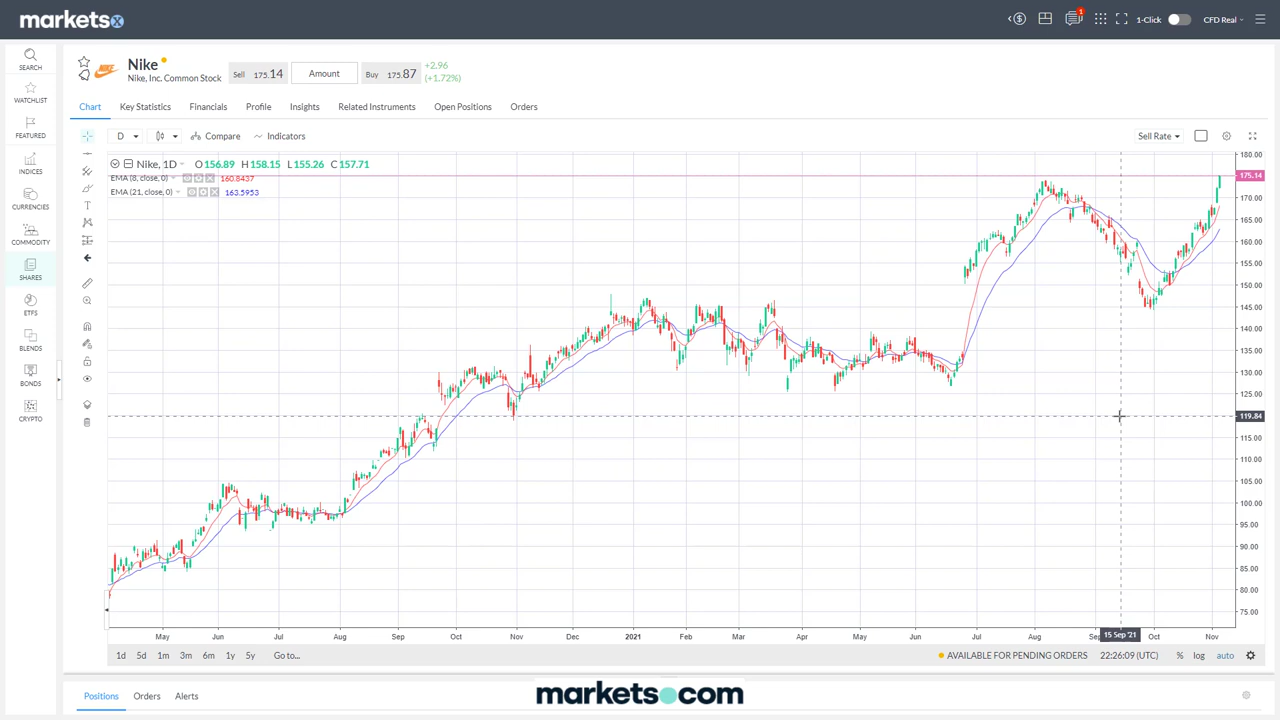 marketsx
1
1-Click
CFD Real
SEARCH
WATCHLIST
FEATURED
INDICES
CURRENCIES
COMMODITY
SHARES
ETFS
BLENDS
BONDS
CRYPTO
NIKE
Nike
Nike, Inc. Common Stock
Sell 175.14
Amount
Buy 175.87
+2.96
(+1.72%)
Chart Key Statistics Financials Profile Insights Related Instruments Open Positions Orders
D Compare Indicators Sell Rate
Nike, 1D O156.89 H158.15 L155.26 C157.71
EMA (8, close, 0) 160.8437
EMA (21, close, 0) 163.5953
180.00
175.14
170.00
165.00
160.00
155.00
150.00
145.00
140.00
135.00
130.00
125.00
119.84
115.00
110.00
105.00
100.00
95.00
90.00
85.00
80.00
75.00
May Jun Jul Aug Sep Oct Nov Dec 2021 Feb Mar Apr May Jun Jul Aug Sep 15 Sep '21 Oct Nov
1d 5d 1m 3m 6m 1y 5y Go to... AVAILABLE FOR PENDING ORDERS 22:26:09 (UTC) % log auto
Positions Orders Alerts
markets.com